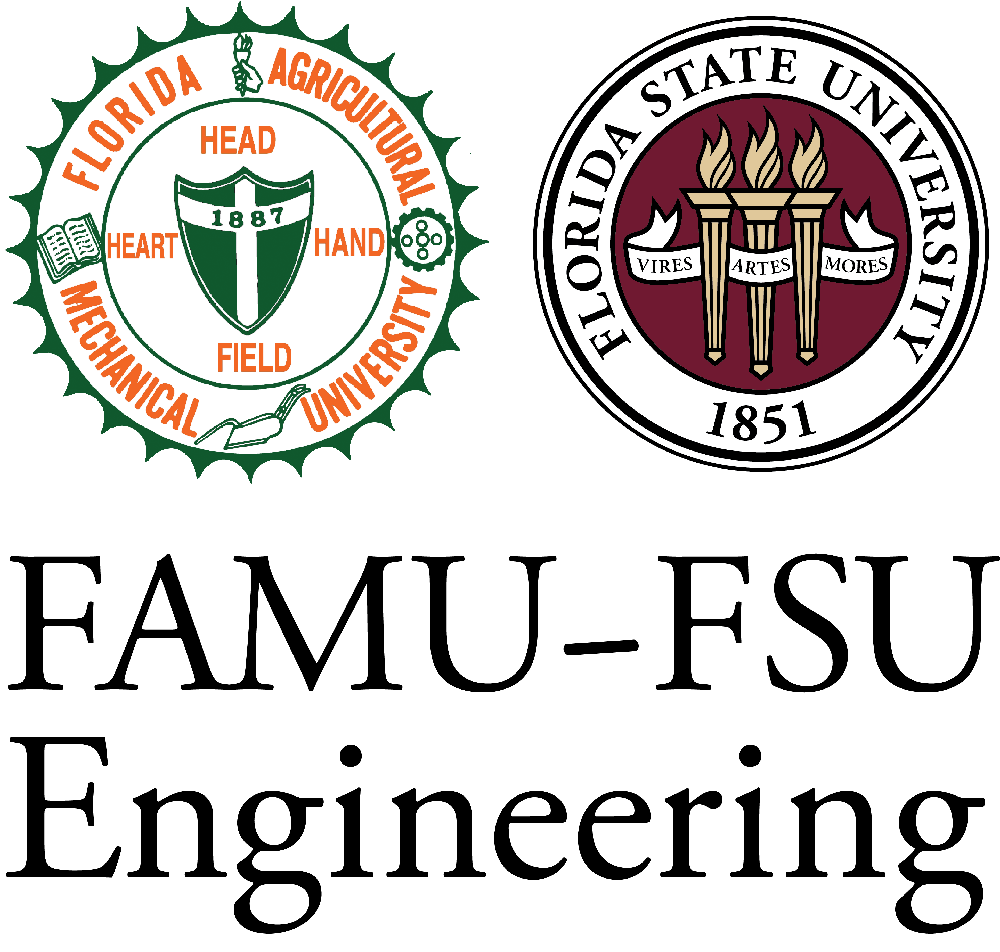 FLORIDA AGRICULTURAL
MECHANICAL UNIVERSITY
HEAD
1887
HEART HAND
FIELD
FLORIDA STATE UNIVERSITY
VIRES ARTES MORES
1851
FAMU–FSU
Engineering